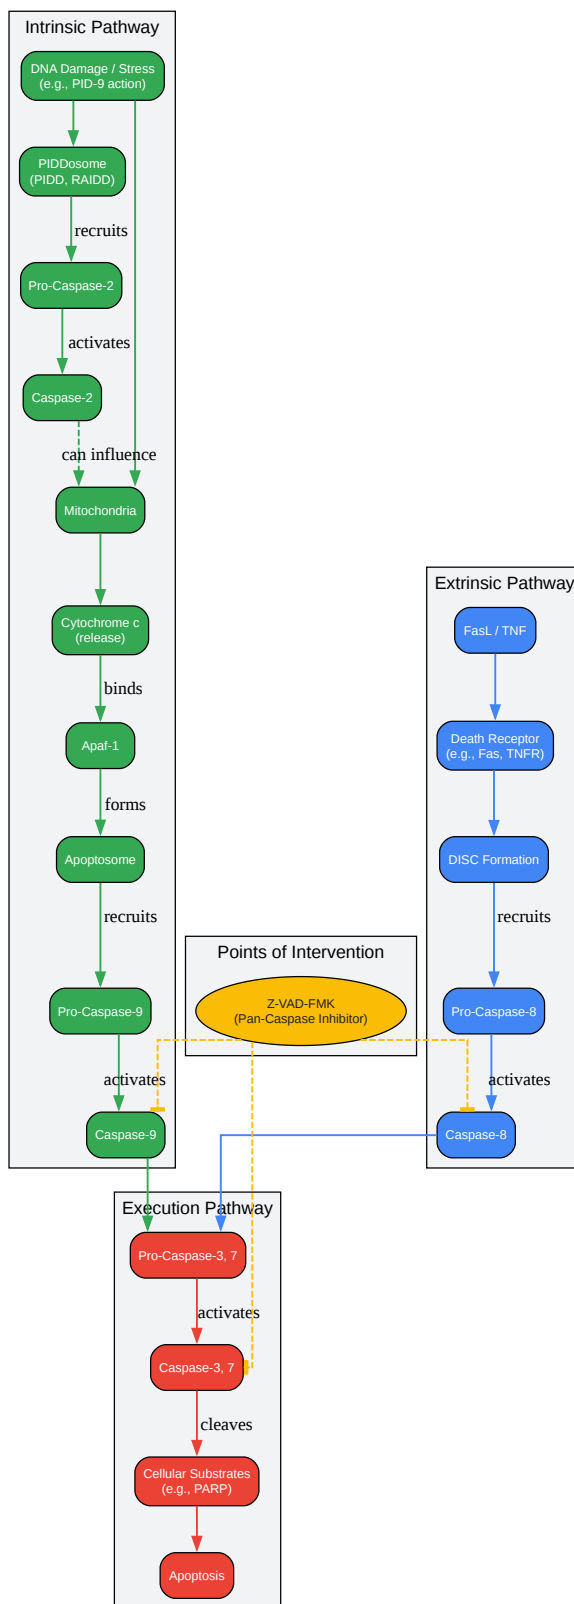 Intrinsic Pathway
DNA Damage / Stress
(e.g., PID-9 action)
PIDDosome
(PIDD, RAIDD)
recruits
Pro-Caspase-2
activates
Caspase-2
can influence
Mitochondria
Cytochrome c
(release)
binds
Apaf-1
forms
Apoptosome
recruits
Pro-Caspase-9
activates
Caspase-9
Extrinsic Pathway
FasL / TNF
Death Receptor
(e.g., Fas, TNFR)
DISC Formation
recruits
Pro-Caspase-8
activates
Caspase-8
Points of Intervention
Z-VAD-FMK
(Pan-Caspase Inhibitor)
Execution Pathway
Pro-Caspase-3, 7
activates
Caspase-3, 7
cleaves
Cellular Substrates
(e.g., PARP)
Apoptosis